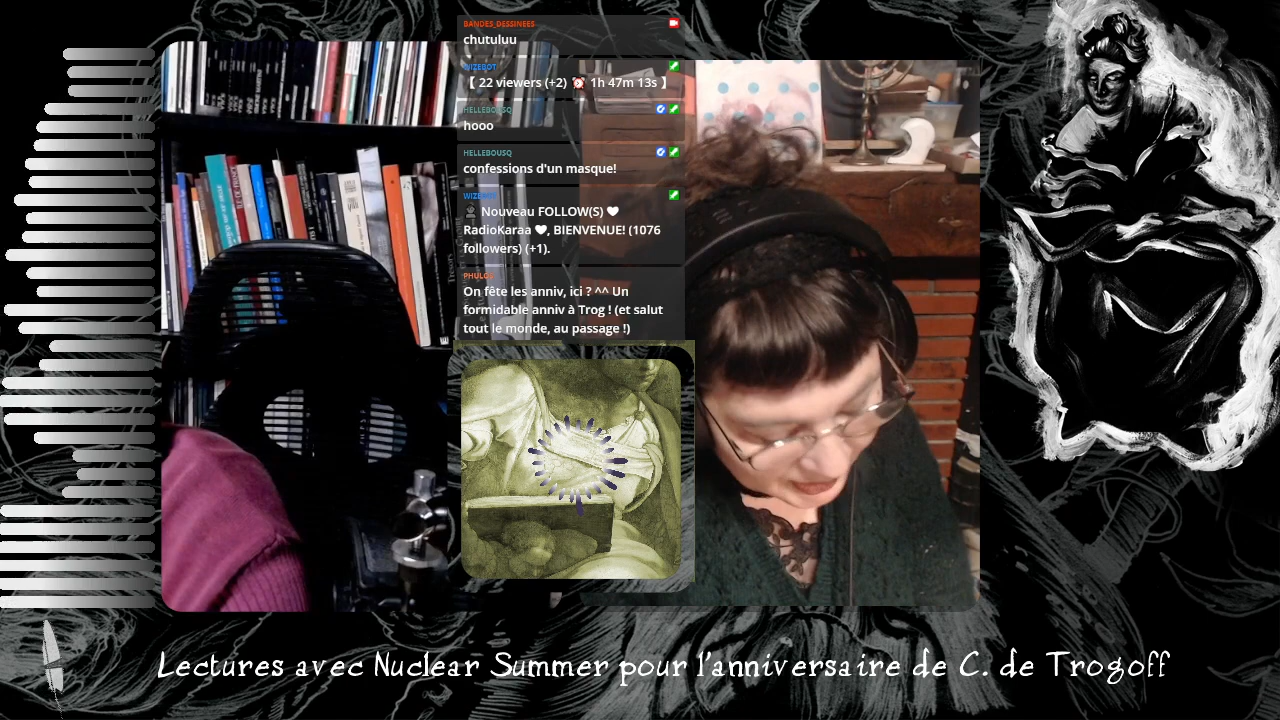 BANDES_DESSINEES
chutuluu
WIZEBOT
【 22 viewers (+2) ⏰ 1h 47m 13s 】
HELLEBOUSQ
hooo
HELLEBOUSQ
confessions d'un masque!
WIZEBOT
Nouveau FOLLOW(S) 🤍
RadioKaraa 🤍, BIENVENUE! (1076
followers) (+1).
PHULOG
On fête les anniv, ici ? ^^ Un
formidable anniv à Trog ! (et salut
tout le monde, au passage !)
Lectures avec Nuclear Summer pour l'anniversaire de C. de Trogoff